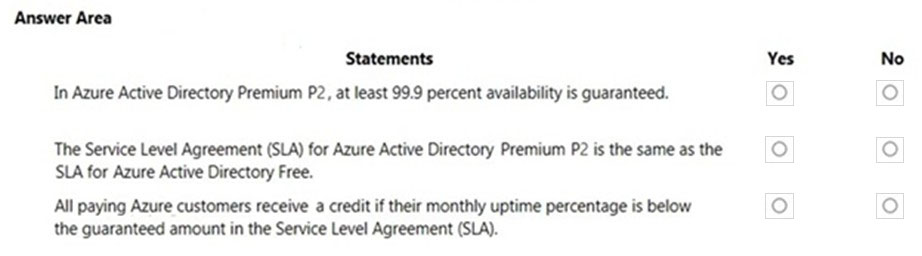 Answer Area
Statements Yes No
In Azure Active Directory Premium P2, at least 99.9 percent availability is guaranteed.
The Service Level Agreement (SLA) for Azure Active Directory Premium P2 is the same as the
SLA for Azure Active Directory Free.
All paying Azure customers receive a credit if their monthly uptime percentage is below
the guaranteed amount in the Service Level Agreement (SLA).